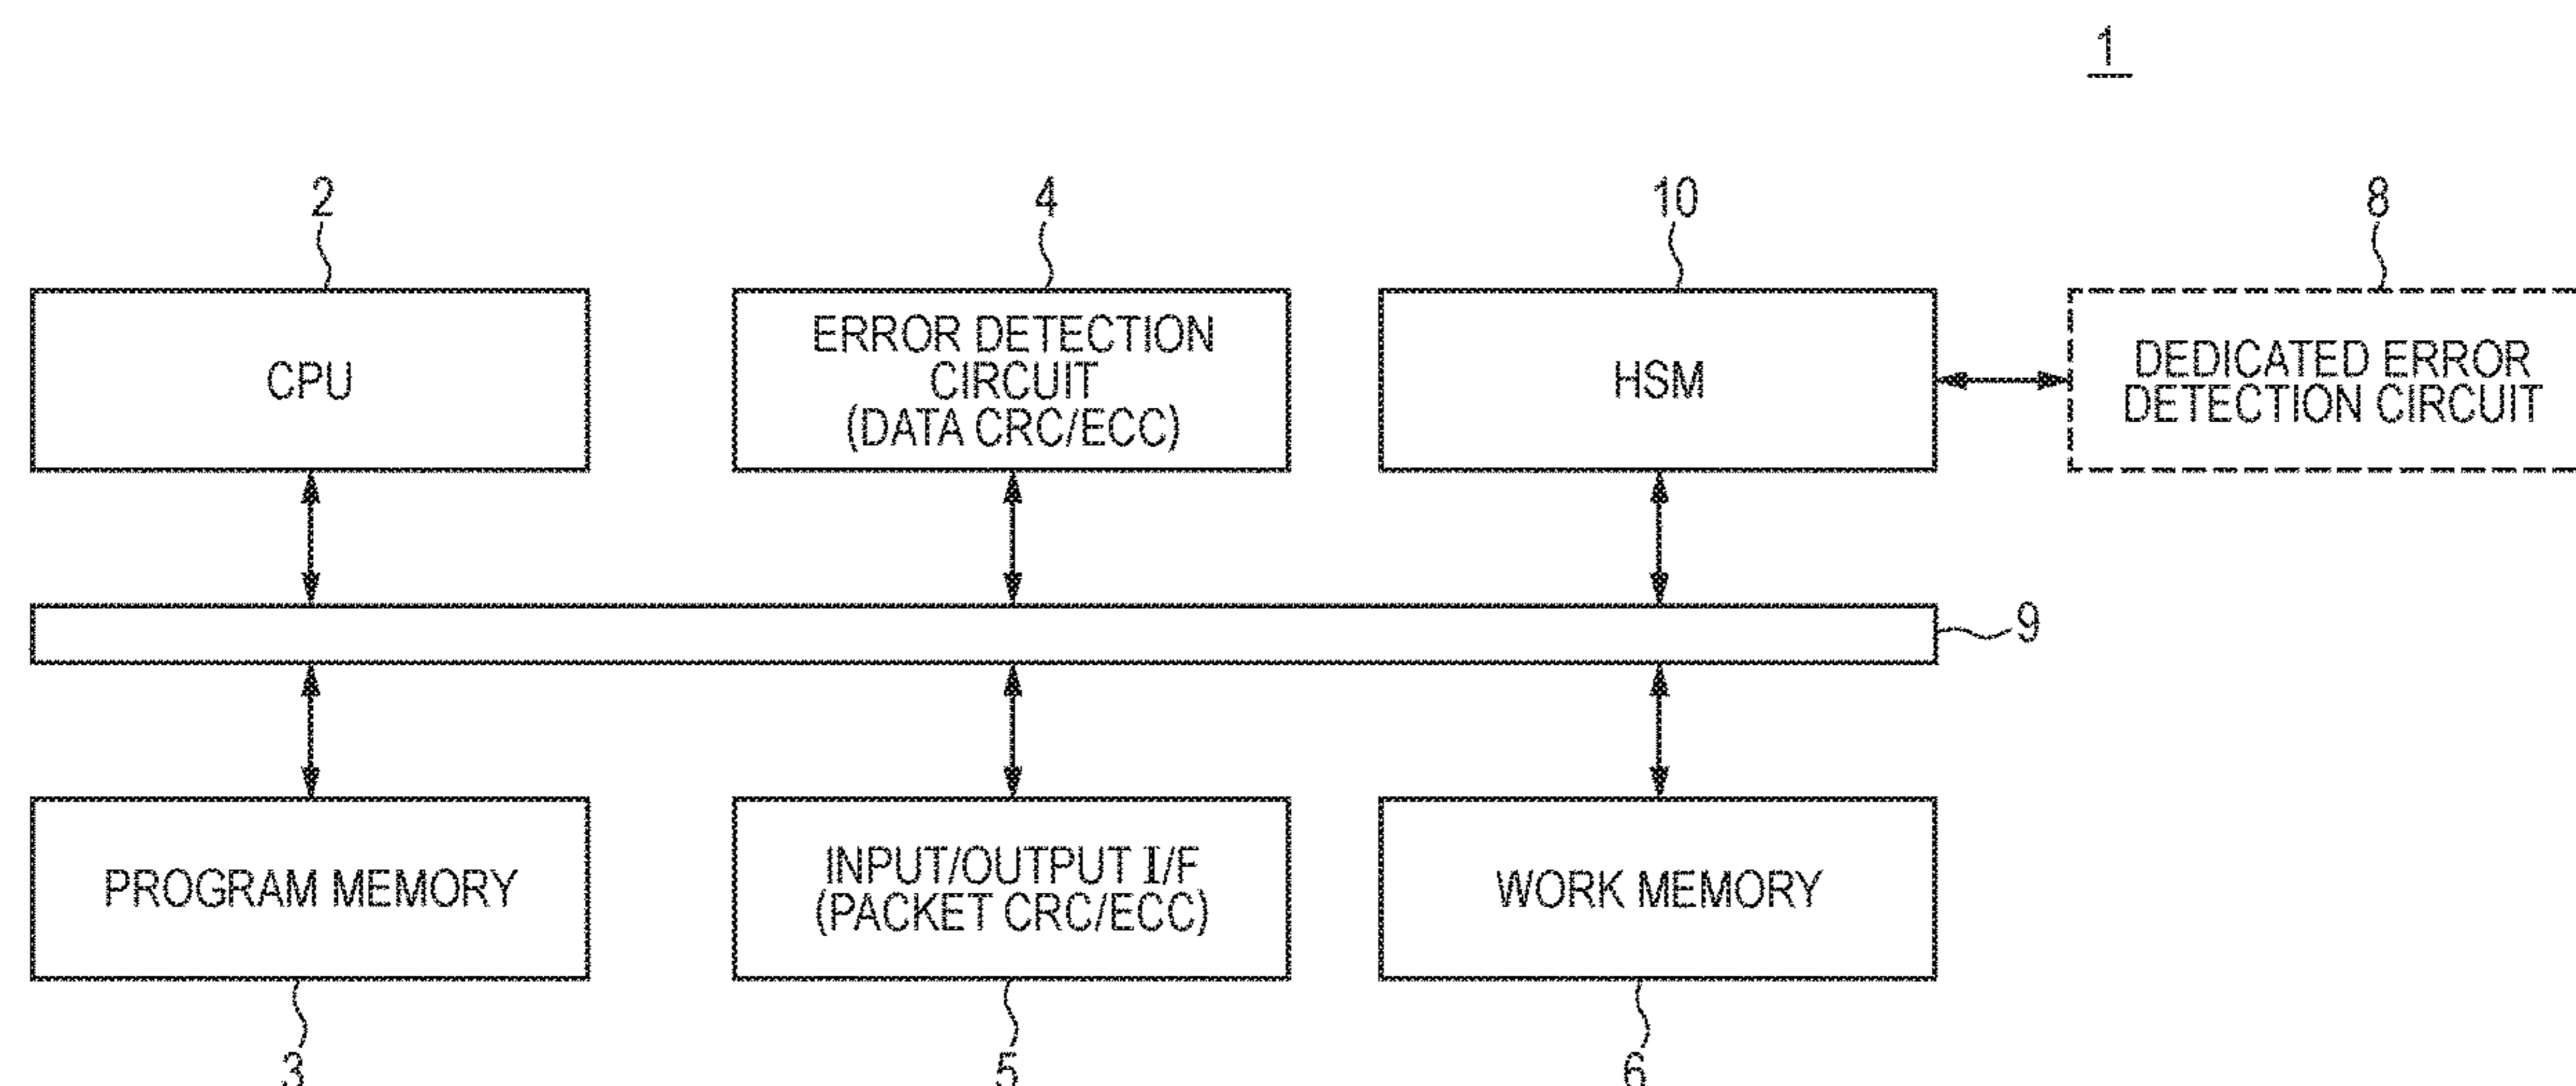 1
2
4
10
8
CPU
ERROR DETECTION
CIRCUIT
(DATA CRC/ECC)
HSM
DEDICATED ERROR
DETECTION CIRCUIT
9
PROGRAM MEMORY
INPUT/OUTPUT I/F
(PACKET CRC/ECC)
WORK MEMORY
3
5
6